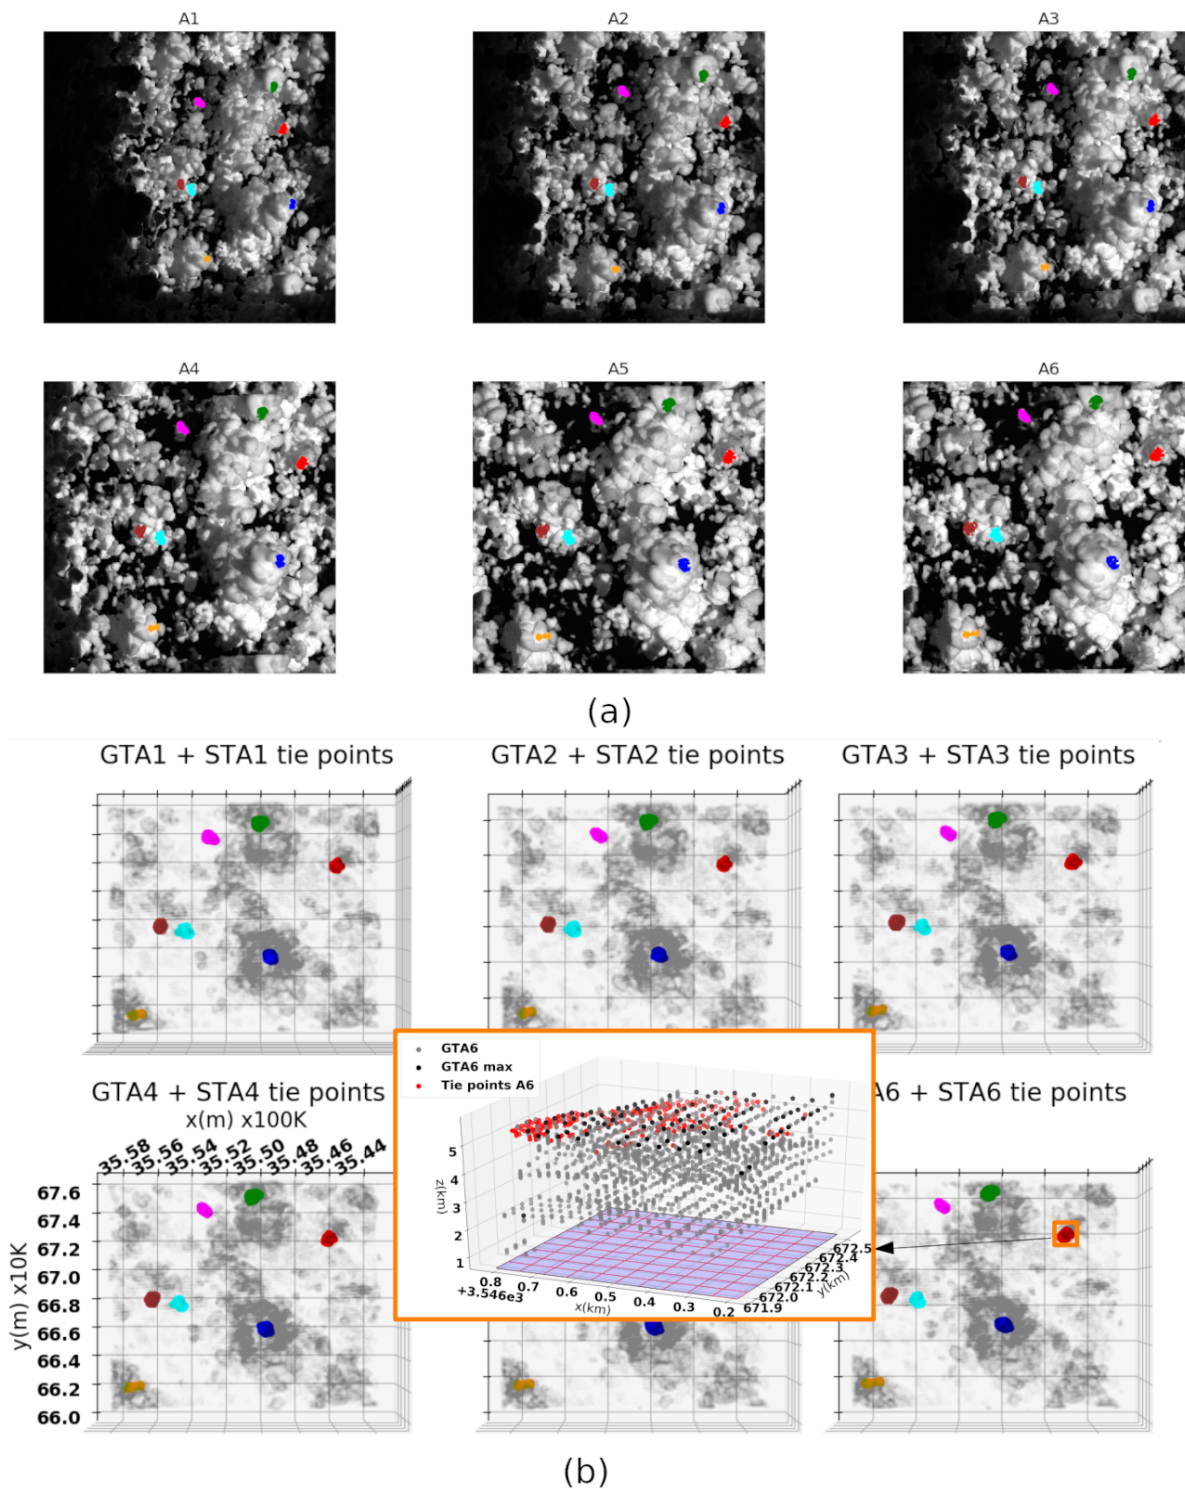 A1
A2
A3
A4
A5
A6
(a)
GTA1 + STA1 tie points
GTA2 + STA2 tie points
GTA3 + STA3 tie points
GTA4 + STA4 tie points
A6 + STA6 tie points
x(m) x100K
35.58
35.56
35.54
35.52
35.50
35.48
35.46
35.44
y(m) x10K
67.6
67.4
67.2
67.0
66.8
66.6
66.4
66.2
66.0
GTA6
GTA6 max
Tie points A6
z(km)
5
4
3
2
1
0.8
0.7
0.6
0.5
0.4
0.3
0.2
+3.546e3
x(km)
672.5
672.4
672.3
672.2
672.1
672.0
671.9
y(km)
(b)